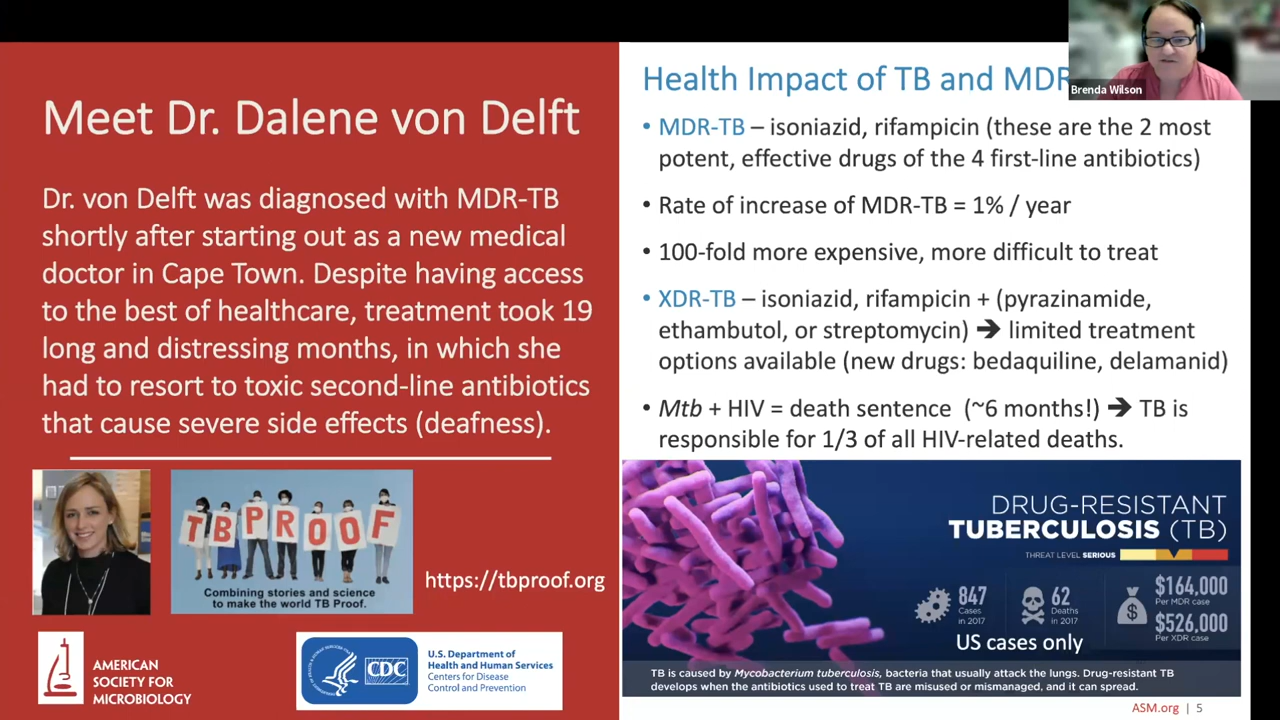 Meet Dr. Dalene von Delft
Dr. von Delft was diagnosed with MDR-TB
shortly after starting out as a new medical
doctor in Cape Town. Despite having access
to the best of healthcare, treatment took 19
long and distressing months, in which she
had to resort to toxic second-line antibiotics
that cause severe side effects (deafness).
TBPROOF
Combining stories and science
to make the world TB Proof.
https://tbproof.org
AMERICAN
SOCIETY FOR
MICROBIOLOGY
CDC
U.S. Department of
Health and Human Services
Centers for Disease
Control and Prevention
Health Impact of TB and MDR
Brenda Wilson
• MDR-TB – isoniazid, rifampicin (these are the 2 most
potent, effective drugs of the 4 first-line antibiotics)
• Rate of increase of MDR-TB = 1% / year
• 100-fold more expensive, more difficult to treat
• XDR-TB – isoniazid, rifampicin + (pyrazinamide,
ethambutol, or streptomycin) ➔ limited treatment
options available (new drugs: bedaquiline, delamanid)
• Mtb + HIV = death sentence (~6 months!) ➔ TB is
responsible for 1/3 of all HIV-related deaths.
DRUG-RESISTANT
TUBERCULOSIS (TB)
THREAT LEVEL SERIOUS
847
Cases
in 2017
62
Deaths
in 2017
$164,000
Per MDR case
$526,000
Per XDR case
US cases only
TB is caused by Mycobacterium tuberculosis, bacteria that usually attack the lungs. Drug-resistant TB
develops when the antibiotics used to treat TB are misused or mismanaged, and it can spread.
ASM.org | 5